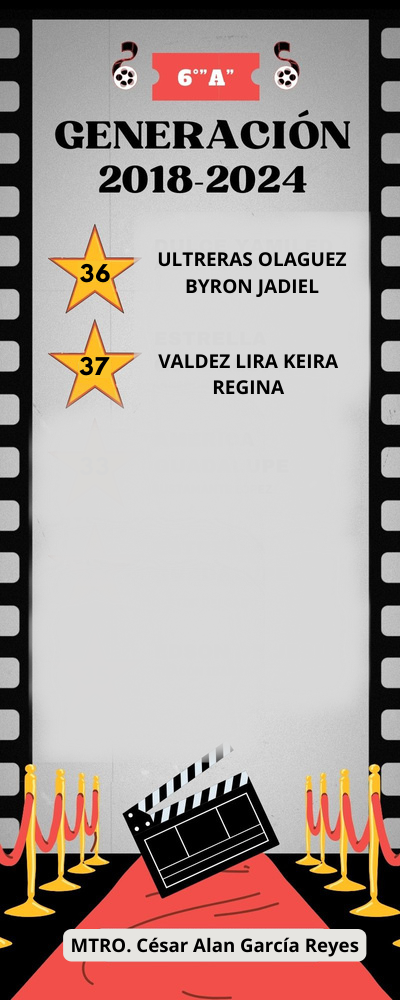 6°”A”
GENERACIÓN
2018-2024
36
ULTRERAS OLAGUEZ
BYRON JADIEL
37
VALDEZ LIRA KEIRA
REGINA
MTRO. César Alan García Reyes